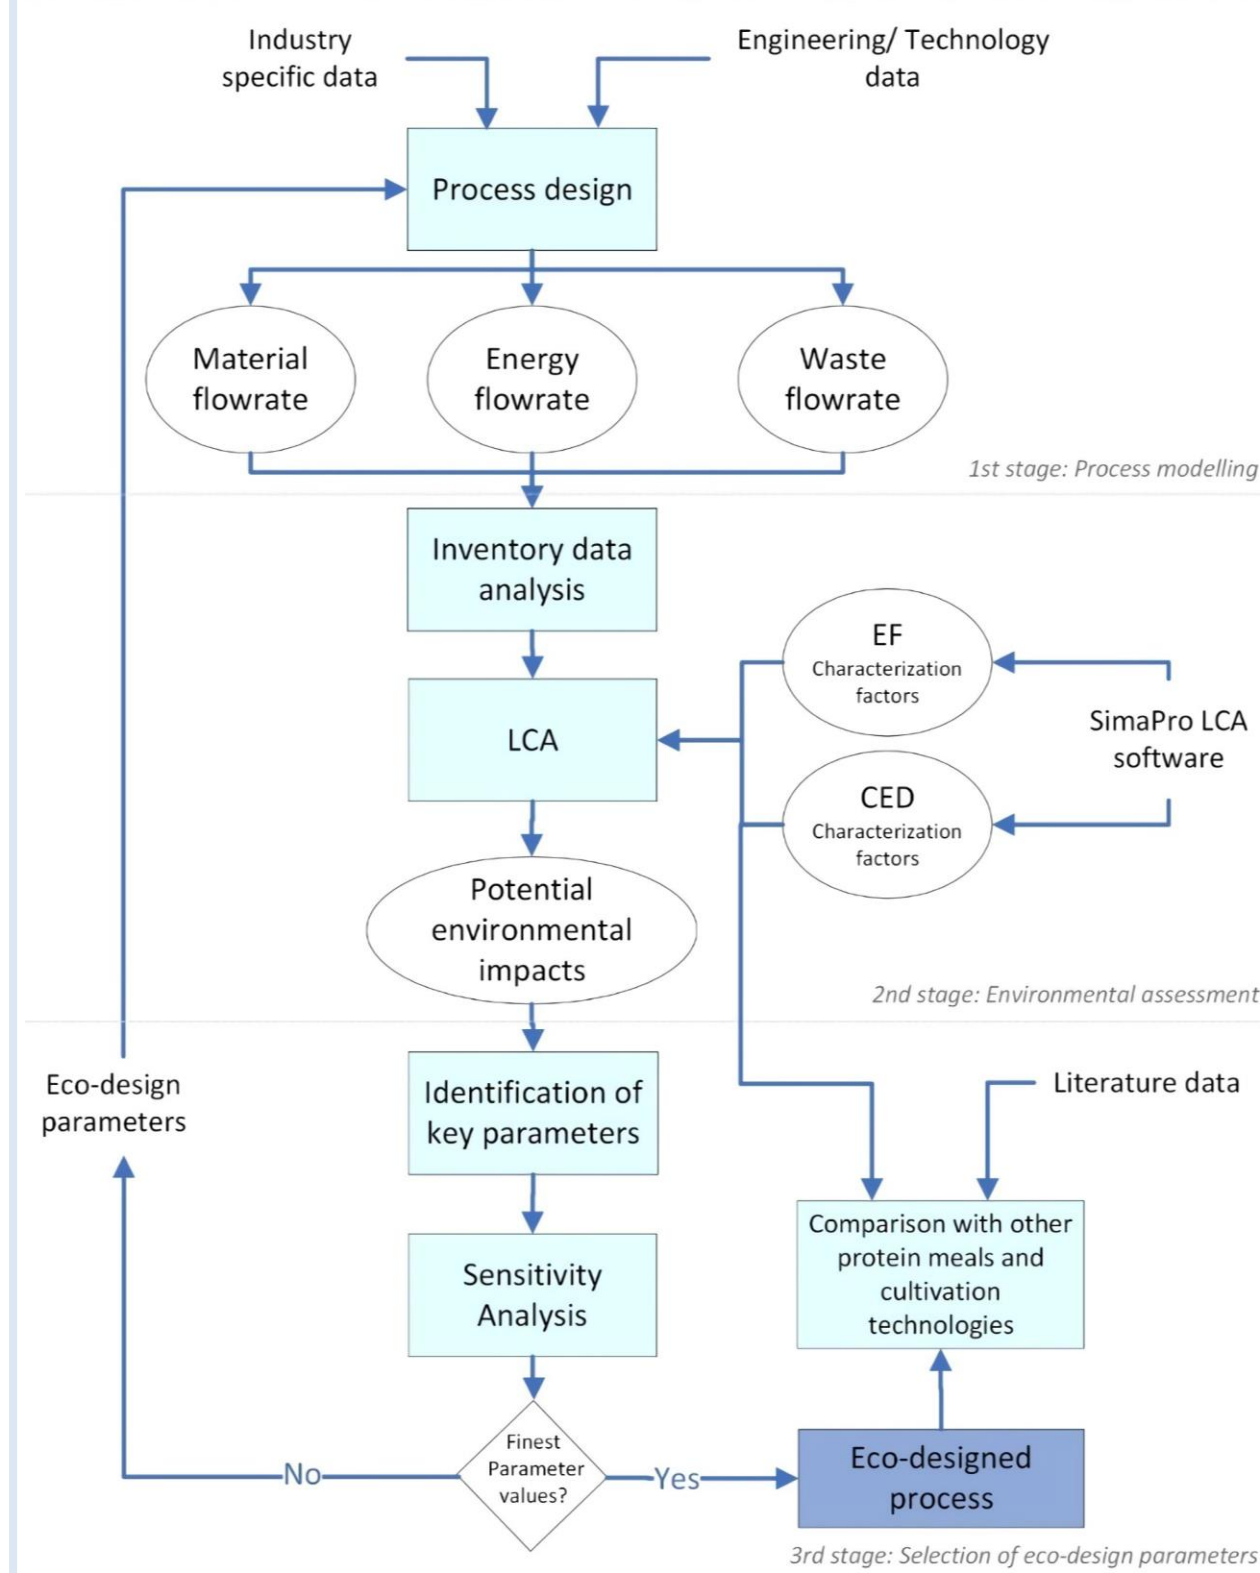 Industry
specific data
Engineering/ Technology
data
Process design
Material
flowrate
Energy
flowrate
Waste
flowrate
1st stage: Process modelling
Inventory data
analysis
EF
Characterization
factors
LCA
SimaPro LCA
software
CED
Characterization
factors
Potential
environmental
impacts
2nd stage: Environmental assessment
Eco-design
parameters
Identification of
key parameters
Literature data
Sensitivity
Analysis
Comparison with other
protein meals and
cultivation
technologies
Finest
Parameter
values?
No
Yes
Eco-designed
process
3rd stage: Selection of eco-design parameters